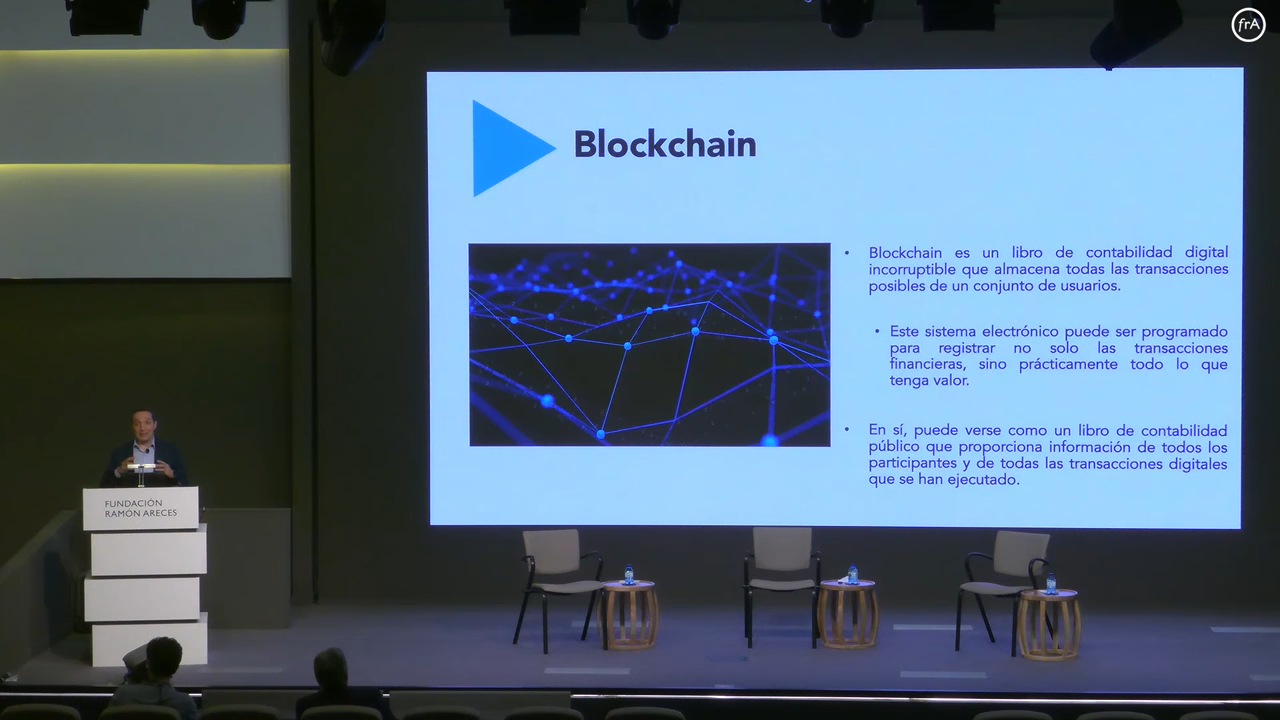 frA
Blockchain
• Blockchain es un libro de contabilidad digital
incorruptible que almacena todas las transacciones
posibles de un conjunto de usuarios.
• Este sistema electrónico puede ser programado
para registrar no solo las transacciones
financieras, sino prácticamente todo lo que
tenga valor.
• En sí, puede verse como un libro de contabilidad
público que proporciona información de todos los
participantes y de todas las transacciones digitales
que se han ejecutado.
FUNDACIÓN
RAMÓN ARECES